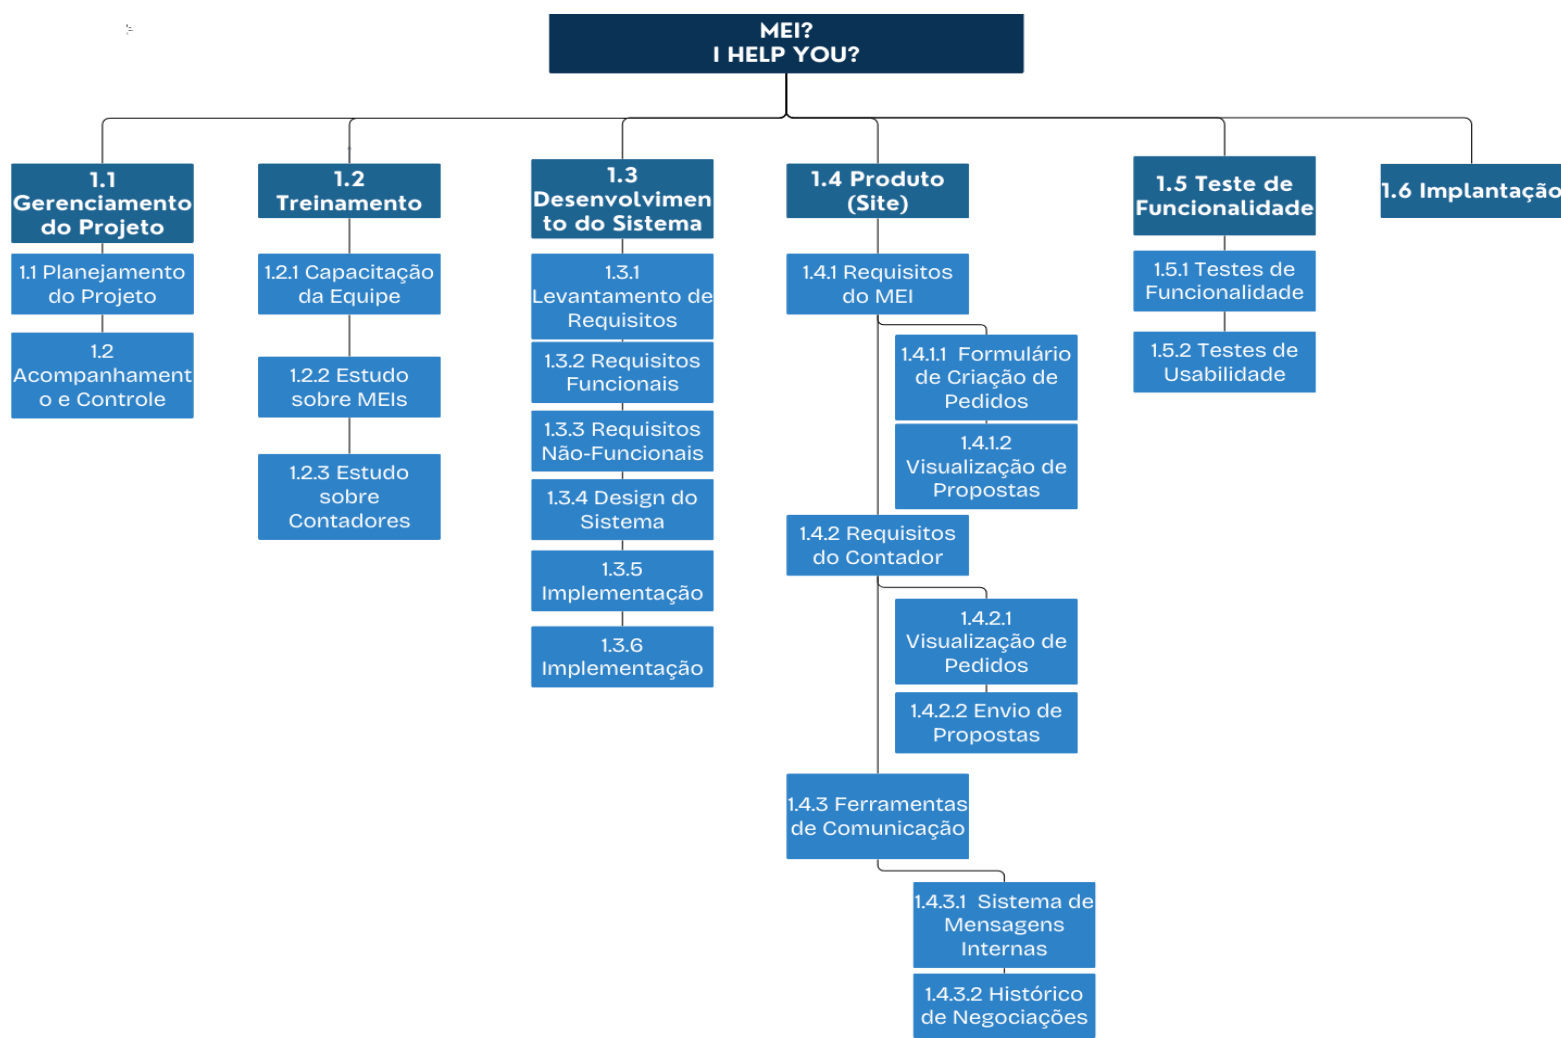 MEI?
I HELP YOU?
1.1
Gerenciamento
do Projeto
1.1 Planejamento
do Projeto
1.2
Acompanhament
o e Controle
1.2
Treinamento
1.2.1 Capacitação
da Equipe
1.2.2 Estudo
sobre MEIs
1.2.3 Estudo
sobre
Contadores
1.3
Desenvolvimen
to do Sistema
1.3.1
Levantamento de
Requisitos
1.3.2 Requisitos
Funcionais
1.3.3 Requisitos
Não-Funcionais
1.3.4 Design do
Sistema
1.3.5
Implementação
1.3.6
Implementação
1.4 Produto
(Site)
1.4.1 Requisitos
do MEI
1.4.1.1 Formulário
de Criação de
Pedidos
1.4.1.2
Visualização de
Propostas
1.4.2 Requisitos
do Contador
1.4.2.1
Visualização de
Pedidos
1.4.2.2 Envio de
Propostas
1.4.3 Ferramentas
de Comunicação
1.4.3.1 Sistema de
Mensagens
Internas
1.4.3.2 Histórico
de Negociações
1.5 Teste de
Funcionalidade
1.5.1 Testes de
Funcionalidade
1.5.2 Testes de
Usabilidade
1.6 Implantação